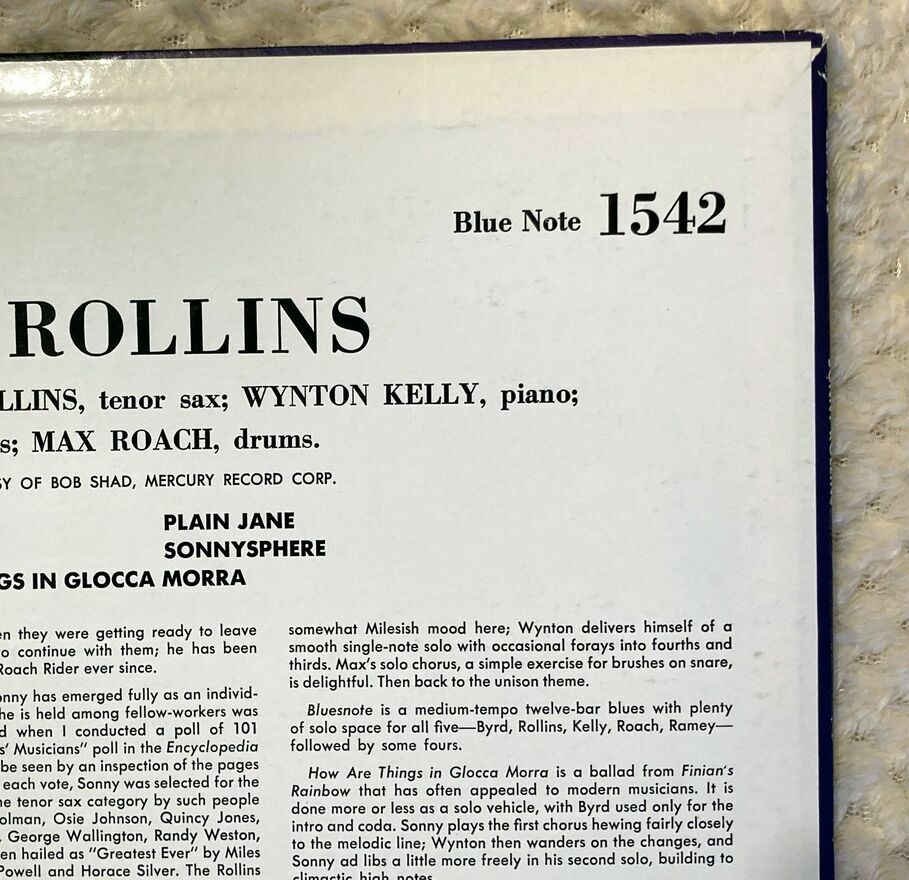 Blue Note 1542
ROLLINS
LLINS, tenor sax; WYNTON KELLY, piano;
s; MAX ROACH, drums.
SY OF BOB SHAD, MERCURY RECORD CORP.
PLAIN JANE
SONNYSPHERE
GS IN GLOCCA MORRA
en they were getting ready to leave
to continue with them; he has been
Roach Rider ever since.
onny has emerged fully as an individ-
he is held among fellow-workers was
d when I conducted a poll of 101
s' Musicians" poll in the Encyclopedia
be seen by an inspection of the pages
each vote, Sonny was selected for the
ne tenor sax category by such people
olman, Osie Johnson, Quincy Jones,
, George Wallington, Randy Weston,
en hailed as "Greatest Ever" by Miles
Powell and Horace Silver. The Rollins
somewhat Milesish mood here; Wynton delivers himself of a
smooth single-note solo with occasional forays into fourths and
thirds. Max's solo chorus, a simple exercise for brushes on snare,
is delightful. Then back to the unison theme.
Bluesnote is a medium-tempo twelve-bar blues with plenty
of solo space for all five—Byrd, Rollins, Kelly, Roach, Ramey—
followed by some fours.
How Are Things in Glocca Morra is a ballad from Finian's
Rainbow that has often appealed to modern musicians. It is
done more or less as a solo vehicle, with Byrd used only for the
intro and coda. Sonny plays the first chorus hewing fairly closely
to the melodic line; Wynton then wanders on the changes, and
Sonny ad libs a little more freely in his second solo, building to
climactic high notes.